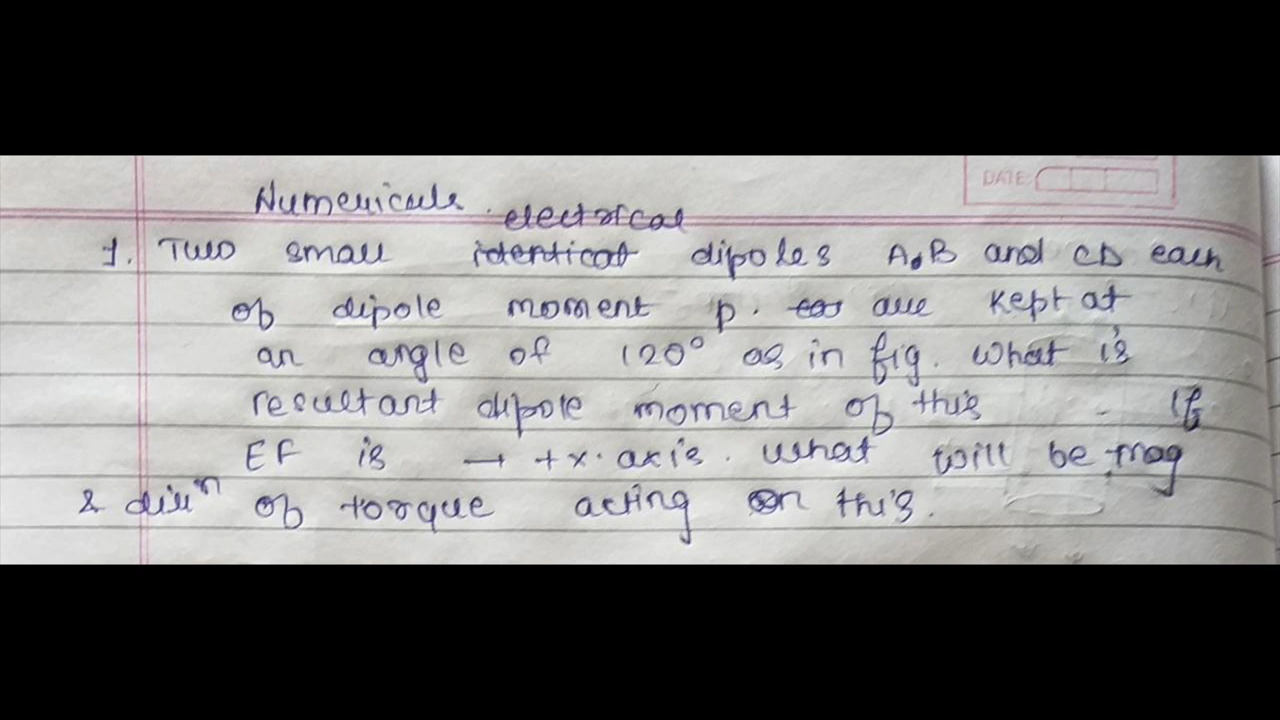 DATE:
Numericals.
electrical
1. Two small identical dipoles A.B and CD each
of dipole moment 'p'. are kept at
an angle of 120° as in fig. what is
resultant dipole moment of this - If
EF is → +x. axis. what will be mag
& dirⁿ of torque acting on this.